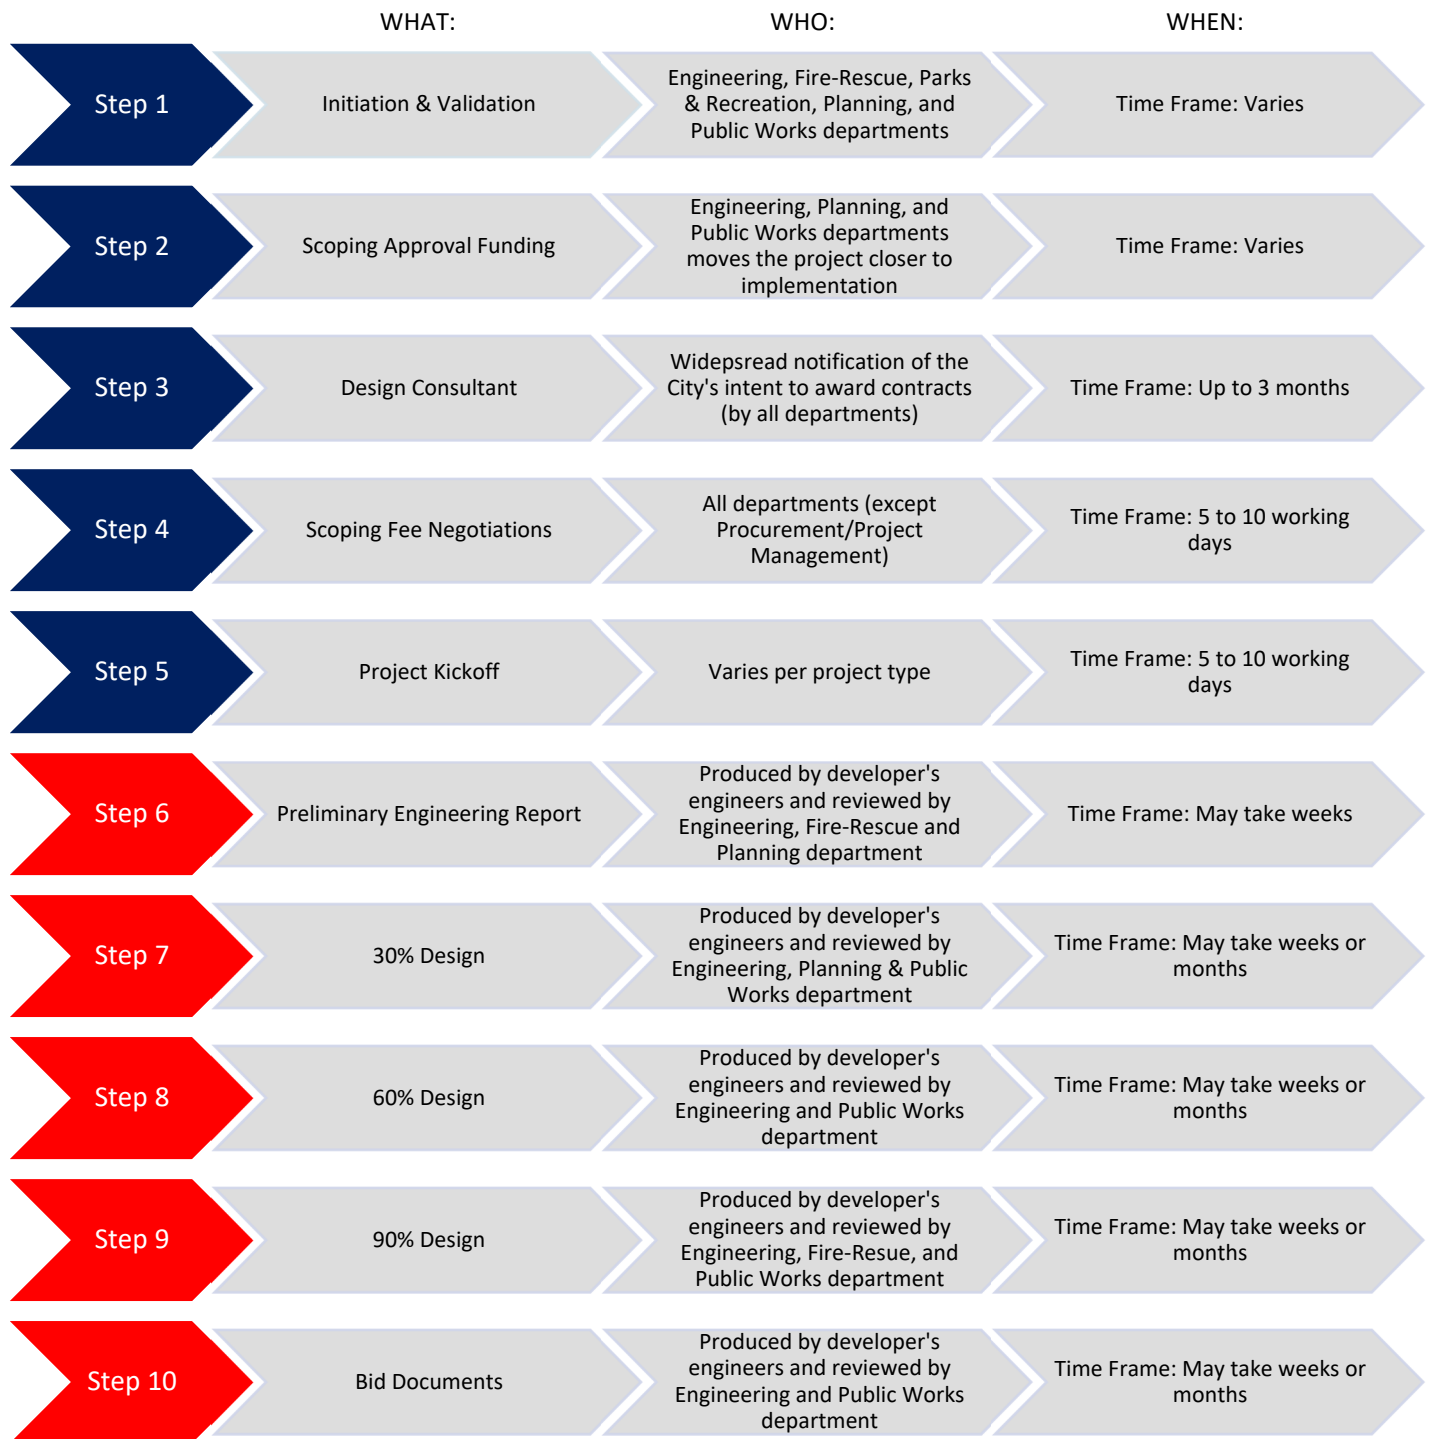 WHAT:
WHO:
WHEN:
Step 1
Initiation & Validation
Engineering, Fire-Rescue, Parks
& Recreation, Planning, and
Public Works departments
Time Frame: Varies
Step 2
Scoping Approval Funding
Engineering, Planning, and
Public Works departments
moves the project closer to
implementation
Time Frame: Varies
Step 3
Design Consultant
Widepsread notification of the
City's intent to award contracts
(by all departments)
Time Frame: Up to 3 months
Step 4
Scoping Fee Negotiations
All departments (except
Procurement/Project
Management)
Time Frame: 5 to 10 working
days
Step 5
Project Kickoff
Varies per project type
Time Frame: 5 to 10 working
days
Step 6
Preliminary Engineering Report
Produced by developer's
engineers and reviewed by
Engineering, Fire-Rescue and
Planning department
Time Frame: May take weeks
Step 7
30% Design
Produced by developer's
engineers and reviewed by
Engineering, Planning & Public
Works department
Time Frame: May take weeks or
months
Step 8
60% Design
Produced by developer's
engineers and reviewed by
Engineering and Public Works
department
Time Frame: May take weeks or
months
Step 9
90% Design
Produced by developer's
engineers and reviewed by
Engineering, Fire-Resue, and
Public Works department
Time Frame: May take weeks or
months
Step 10
Bid Documents
Produced by developer's
engineers and reviewed by
Engineering and Public Works
department
Time Frame: May take weeks or
months